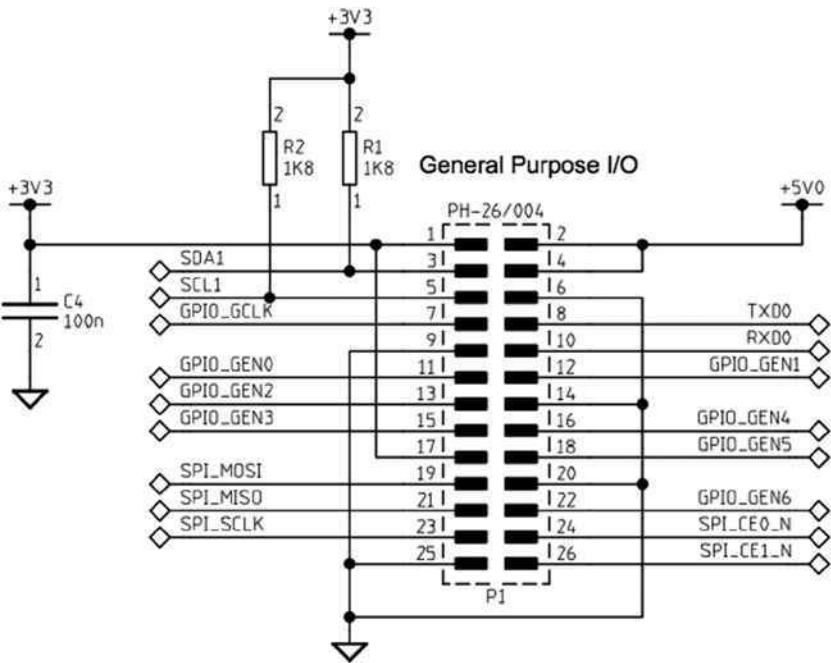 +3V3
2
2
R2
1K8
R1
1K8
General Purpose I/O
+3V3
1
1
+5V0
PH-26/004
1
2
SDA1
3
4
SCL1
5
6
1
C4
100n
2
GPIO_GCLK
7
8
TXD0
9
10
RXD0
GPIO_GEN0
11
12
GPIO_GEN1
GPIO_GEN2
13
14
GPIO_GEN3
15
16
GPIO_GEN4
17
18
GPIO_GEN5
SPI_MOSI
19
20
SPI_MISO
21
22
GPIO_GEN6
SPI_SCLK
23
24
SPI_CE0_N
25
26
SPI_CE1_N
P1